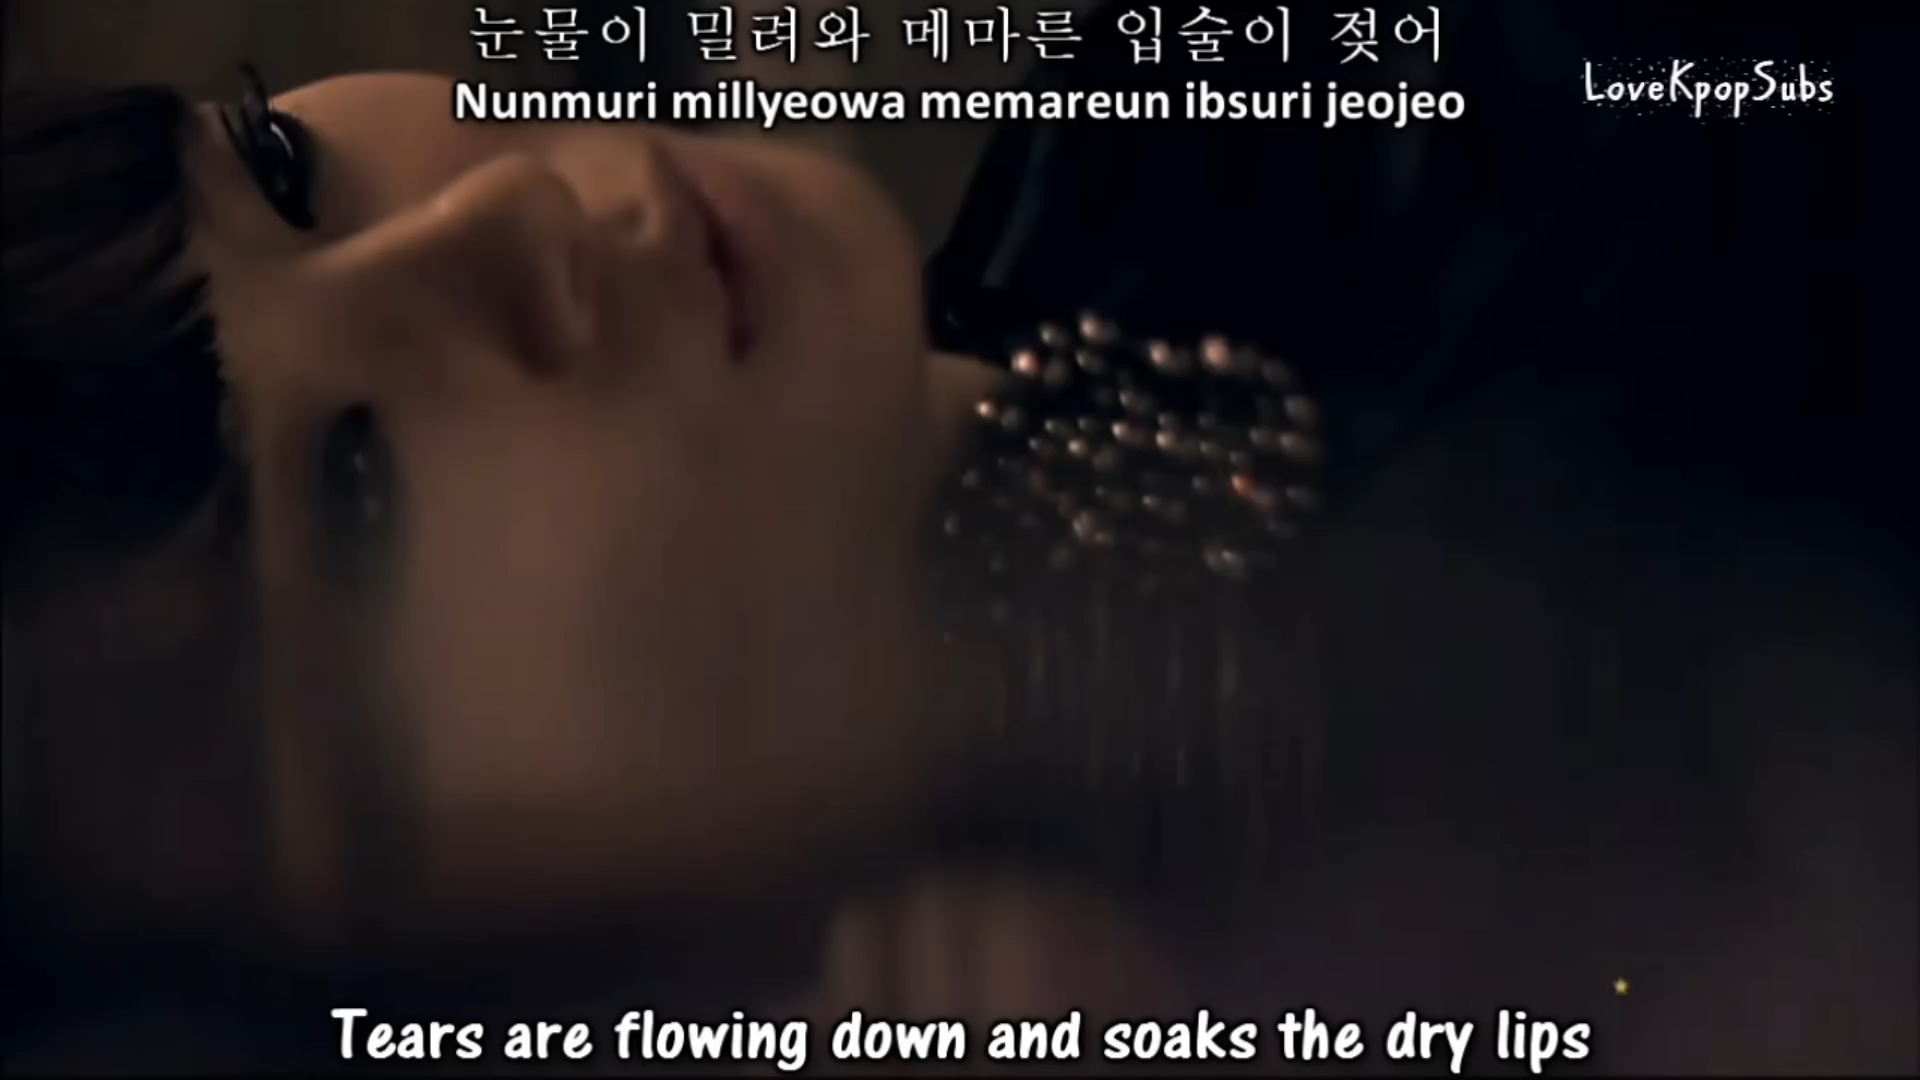 눈물이 밀려와 메마른 입술이 젖어
Nunmuri millyeowa memareun ibsuri jeojeo
LoveKpopSubs
Tears are flowing down and soaks the dry lips